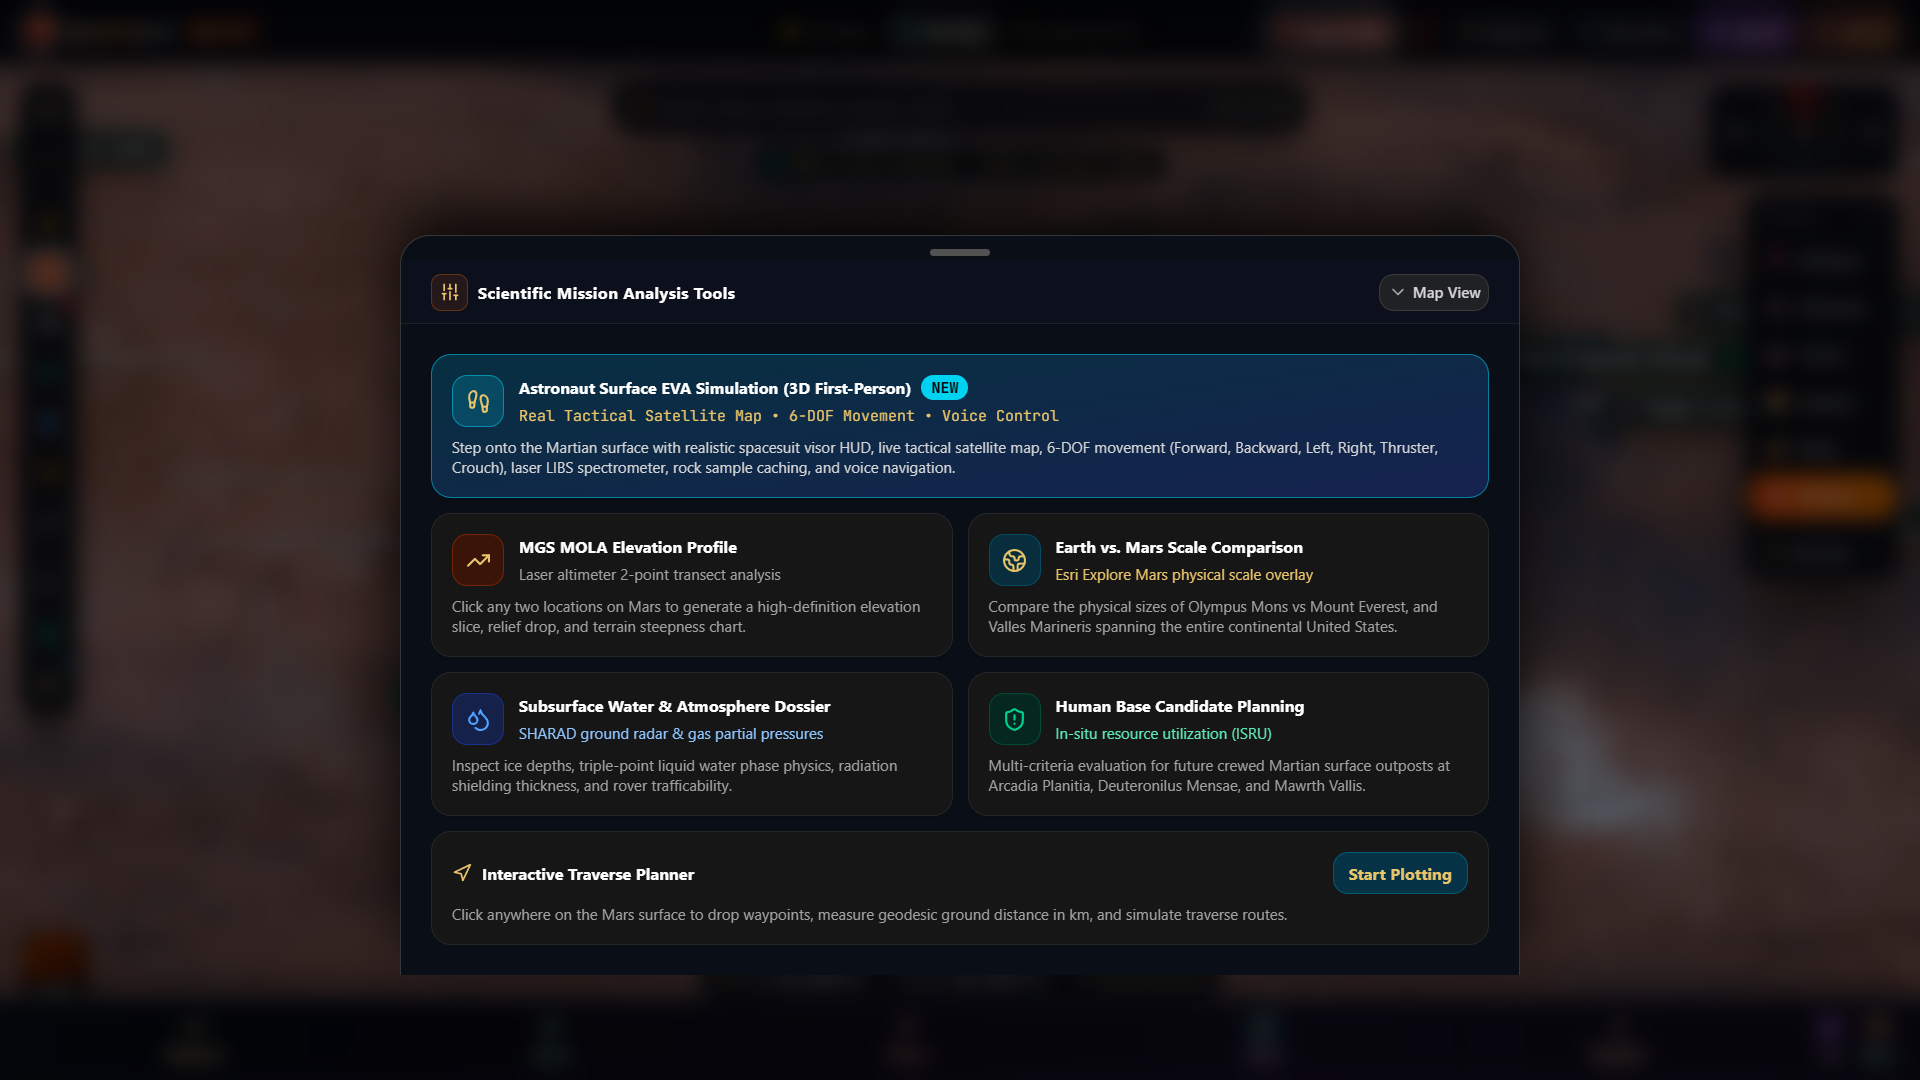 Scientific Mission Analysis Tools
Map View
Astronaut Surface EVA Simulation (3D First-Person) NEW
Real Tactical Satellite Map • 6-DOF Movement • Voice Control
Step onto the Martian surface with realistic spacesuit visor HUD, live tactical satellite map, 6-DOF movement (Forward, Backward, Left, Right, Thruster,
Crouch), laser LIBS spectrometer, rock sample caching, and voice navigation.
MGS MOLA Elevation Profile
Laser altimeter 2-point transect analysis
Click any two locations on Mars to generate a high-definition elevation
slice, relief drop, and terrain steepness chart.
Earth vs. Mars Scale Comparison
Esri Explore Mars physical scale overlay
Compare the physical sizes of Olympus Mons vs Mount Everest, and
Valles Marineris spanning the entire continental United States.
Subsurface Water & Atmosphere Dossier
SHARAD ground radar & gas partial pressures
Inspect ice depths, triple-point liquid water phase physics, radiation
shielding thickness, and rover trafficability.
Human Base Candidate Planning
In-situ resource utilization (ISRU)
Multi-criteria evaluation for future crewed Martian surface outposts at
Arcadia Planitia, Deuteronilus Mensae, and Mawrth Vallis.
Interactive Traverse Planner
Start Plotting
Click anywhere on the Mars surface to drop waypoints, measure geodesic ground distance in km, and simulate traverse routes.